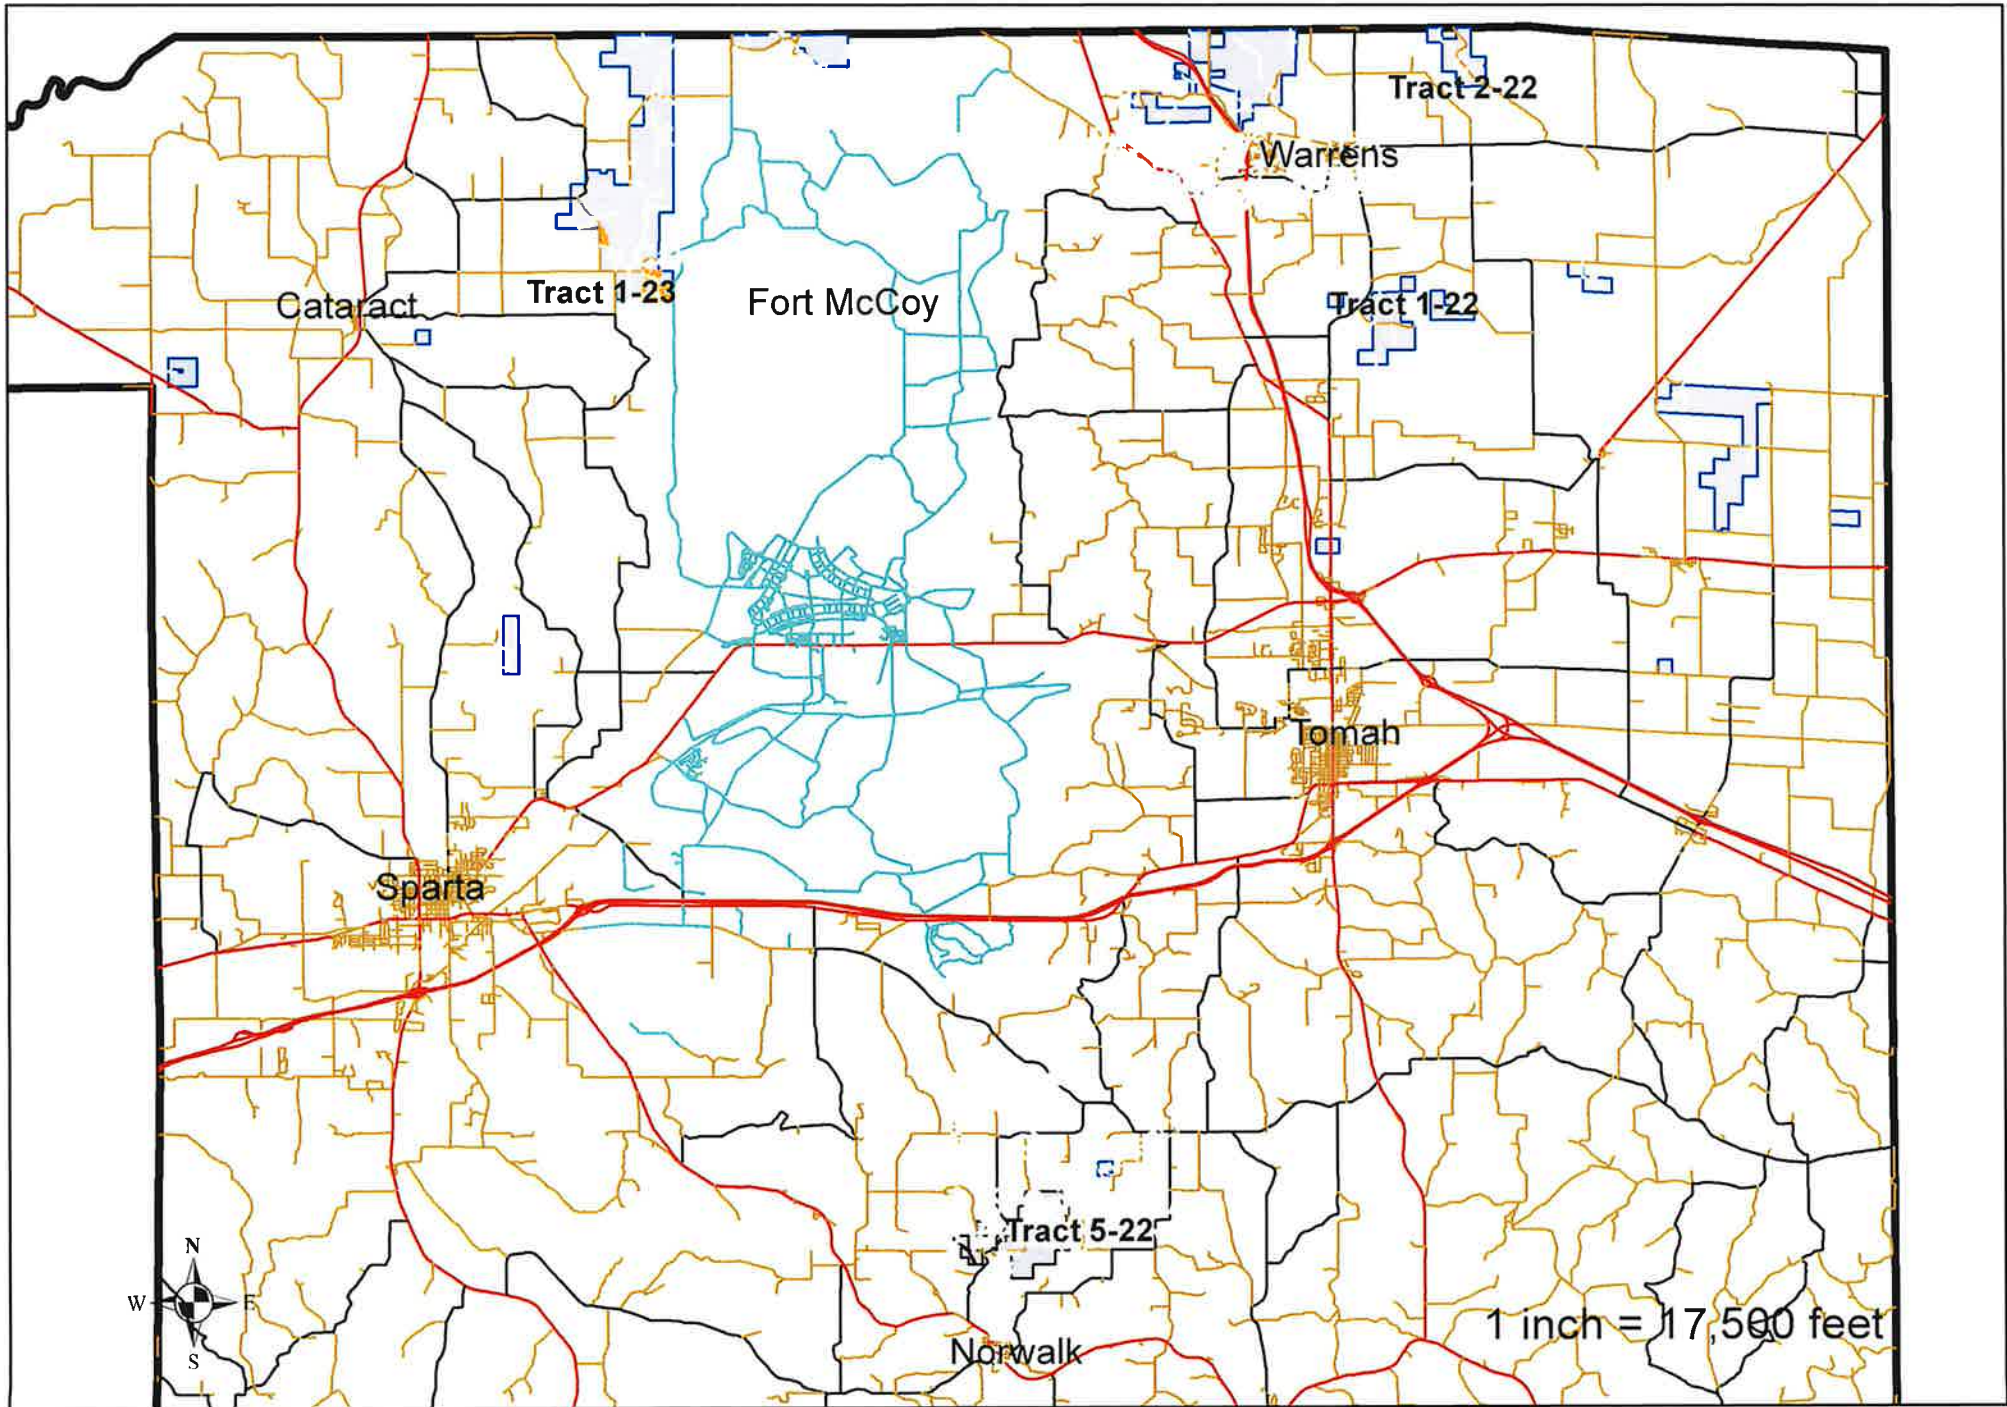 Tract 2-22
Warrens
Tract 1-23
Fort McCoy
Cataract
Tract 1-22
Tomah
Sparta
Tract 5-22
N
W
E
S
1 inch = 17,500 feet
Norwalk